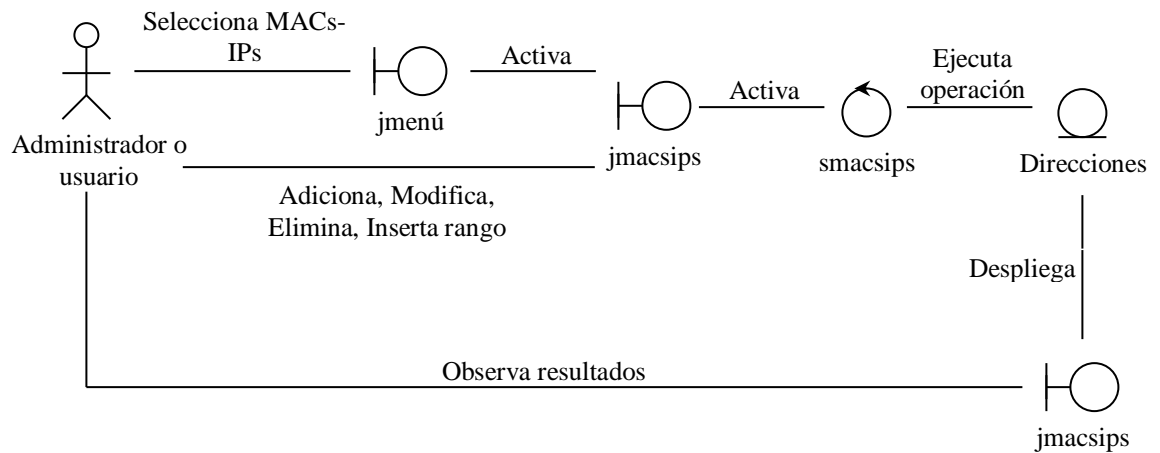 Selecciona MACs-
IPs
Activa
Ejecuta
operación
Activa
jmenú
jmacsips
smacsips
Direcciones
Administrador o
usuario
Adiciona, Modifica,
Elimina, Inserta rango
Despliega
Observa resultados
jmacsips